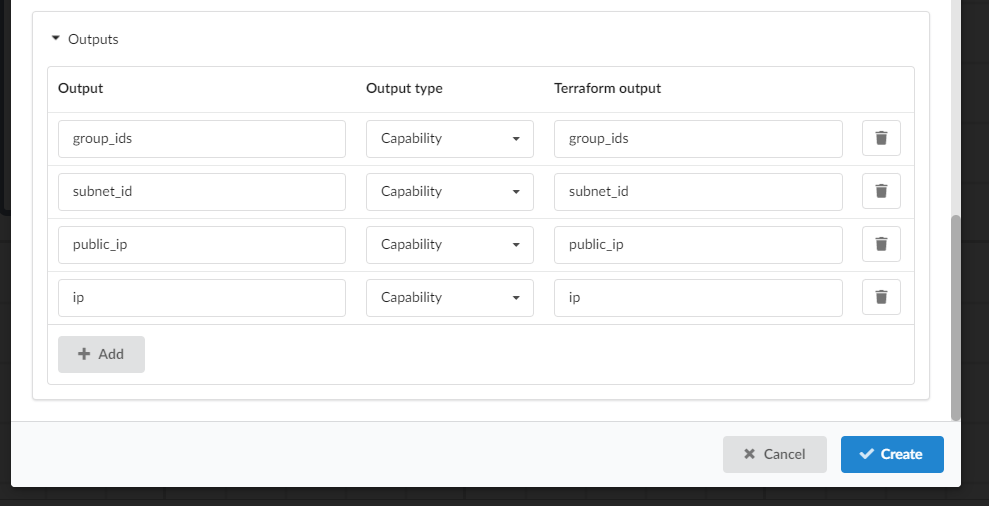 Outputs
Output Output type Terraform output
group_ids Capability group_ids
subnet_id Capability subnet_id
public_ip Capability public_ip
ip Capability ip
Add
Cancel Create